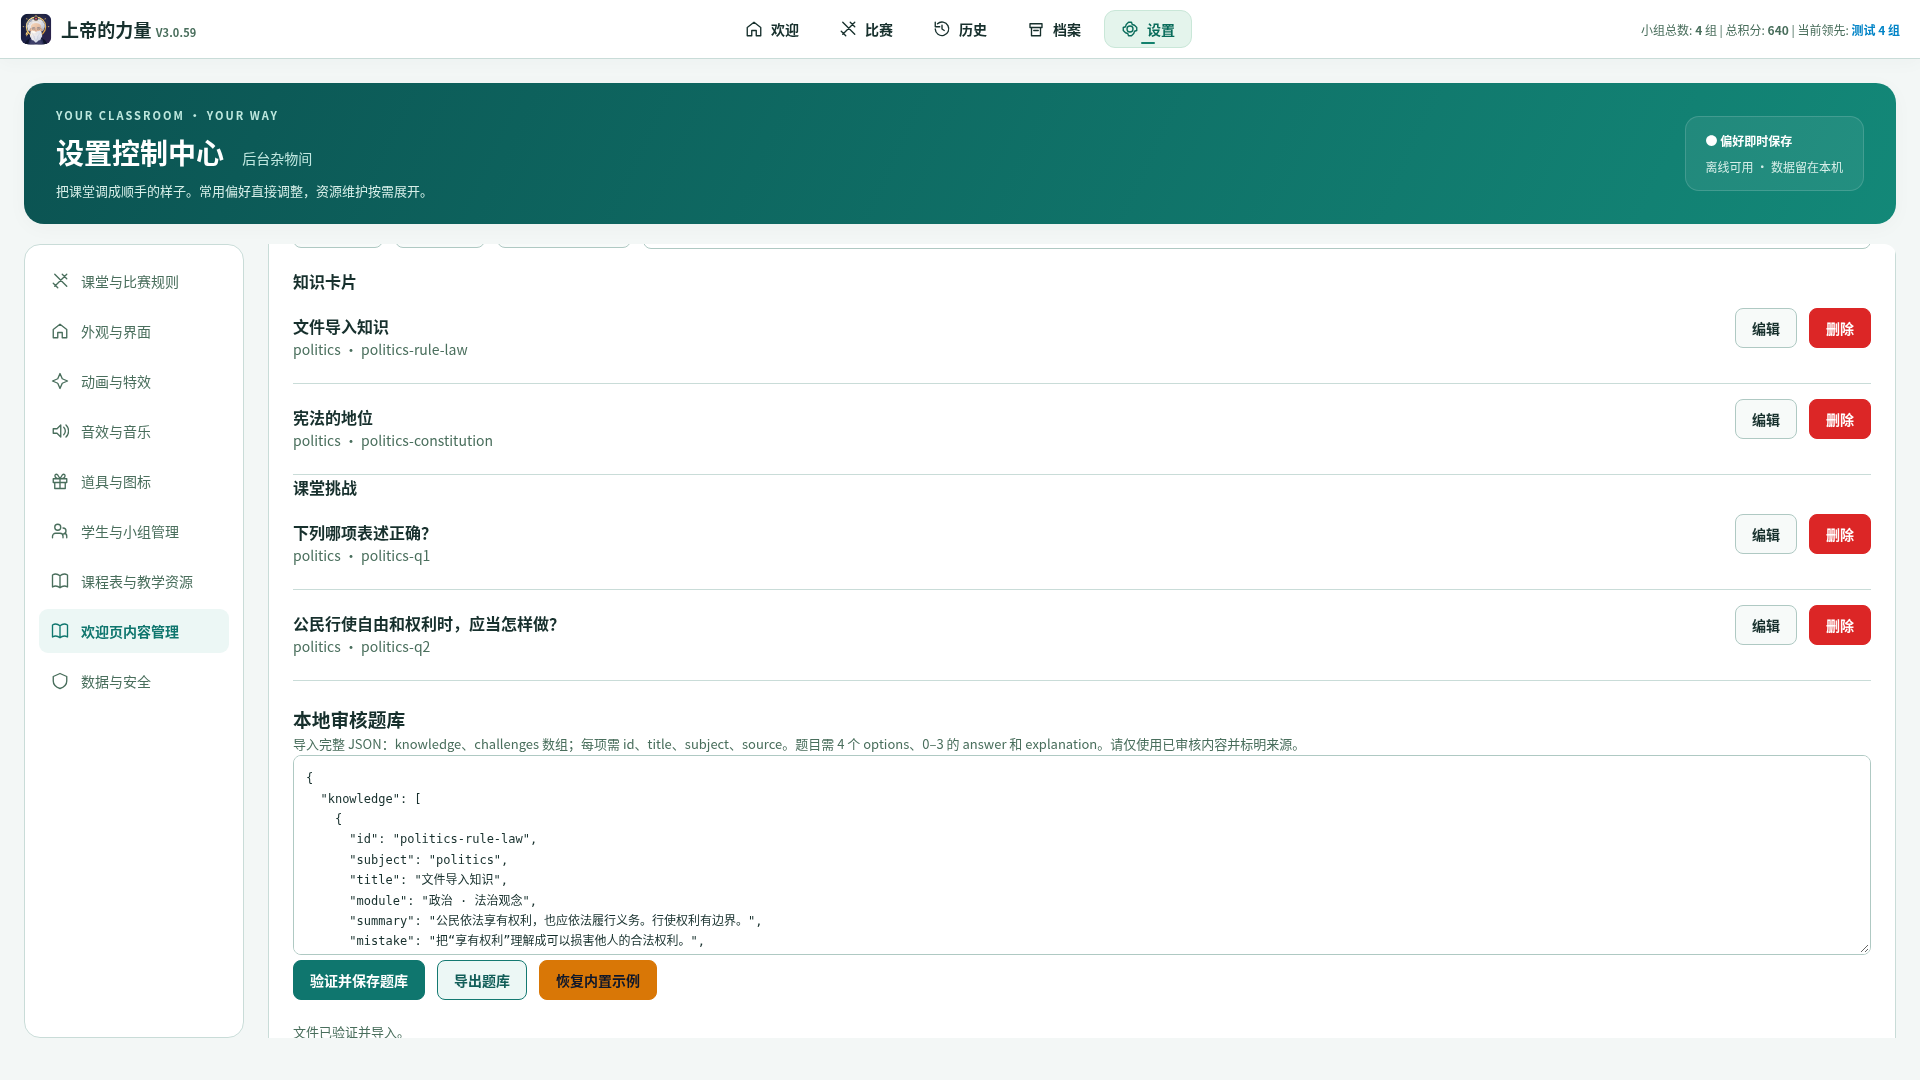 上帝的力量 V3.0.59
欢迎
比赛
历史
档案
设置
小组总数: 4 组 | 总积分: 640 | 当前领先: 测试 4 组
YOUR CLASSROOM · YOUR WAY
设置控制中心 后台杂物间
把课堂调成顺手的样子。常用偏好直接调整，资源维护按需展开。
偏好即时保存
离线可用 · 数据留在本机
课堂与比赛规则
外观与界面
动画与特效
音效与音乐
道具与图标
学生与小组管理
课程表与教学资源
欢迎页内容管理
数据与安全
知识卡片
文件导入知识
politics · politics-rule-law
编辑
删除
宪法的地位
politics · politics-constitution
编辑
删除
课堂挑战
下列哪项表述正确？
politics · politics-q1
编辑
删除
公民行使自由和权利时，应当怎样做？
politics · politics-q2
编辑
删除
本地审核题库
导入完整 JSON：knowledge、challenges 数组；每项需 id、title、subject、source。题目需 4 个 options、0–3 的 answer 和 explanation。请仅使用已审核内容并标明来源。
{
"knowledge": [
{
"id": "politics-rule-law",
"subject": "politics",
"title": "文件导入知识",
"module": "政治 · 法治观念",
"summary": "公民依法享有权利，也应依法履行义务。行使权利有边界。",
"mistake": "把“享有权利”理解成可以损害他人的合法权利。",
验证并保存题库
导出题库
恢复内置示例
文件已验证并导入。